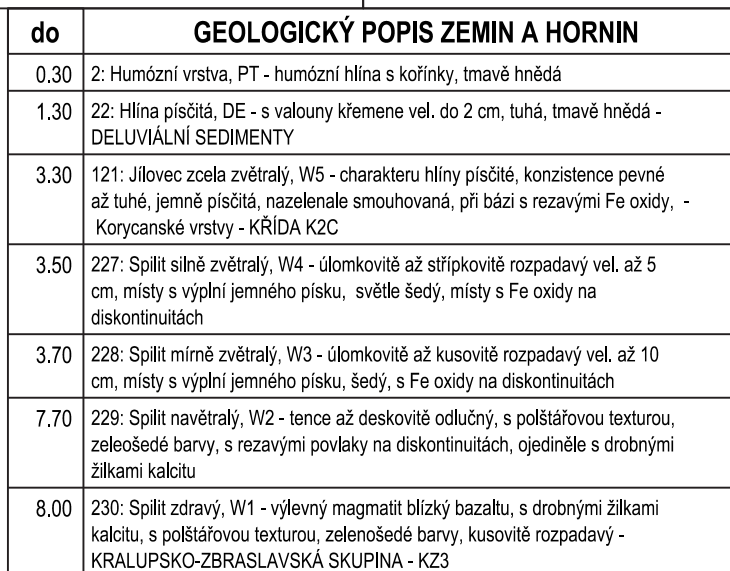 do GEOLOGICKÝ POPIS ZEMIN A HORNIN
0.30 2: Humózní vrstva, PT - humózní hlína s kořínky, tmavě hnědá
1.30 22: Hlína písčitá, DE - s valouny křemene vel. do 2 cm, tuhá, tmavě hnědá -
DELUVIÁLNÍ SEDIMENTY
3.30 121: Jílovec zcela zvětralý, W5 - charakteru hlíny písčité, konzistence pevné
až tuhé, jemně písčitá, nazelenale smouhovaná, při bázi s rezavými Fe oxidy, -
Korycanské vrstvy - KŘÍDA K2C
3.50 227: Spilit silně zvětralý, W4 - úlomkovitě až střípkovitě rozpadavý vel. až 5
cm, místy s výplní jemného písku, světle šedý, místy s Fe oxidy na
diskontinuitách
3.70 228: Spilit mírně zvětralý, W3 - úlomkovitě až kusovitě rozpadavý vel. až 10
cm, místy s výplní jemného písku, šedý, s Fe oxidy na diskontinuitách
7.70 229: Spilit navětralý, W2 - tence až deskovitě odlučný, s polštářovou texturou,
zeleošedé barvy, s rezavými povlaky na diskontinuitách, ojediněle s drobnými
žilkami kalcitu
8.00 230: Spilit zdravý, W1 - výlevný magmatit blízký bazaltu, s drobnými žilkami
kalcitu, s polštářovou texturou, zelenošedé barvy, kusovitě rozpadavý -
KRALUPSKO-ZBRASLAVSKÁ SKUPINA - KZ3